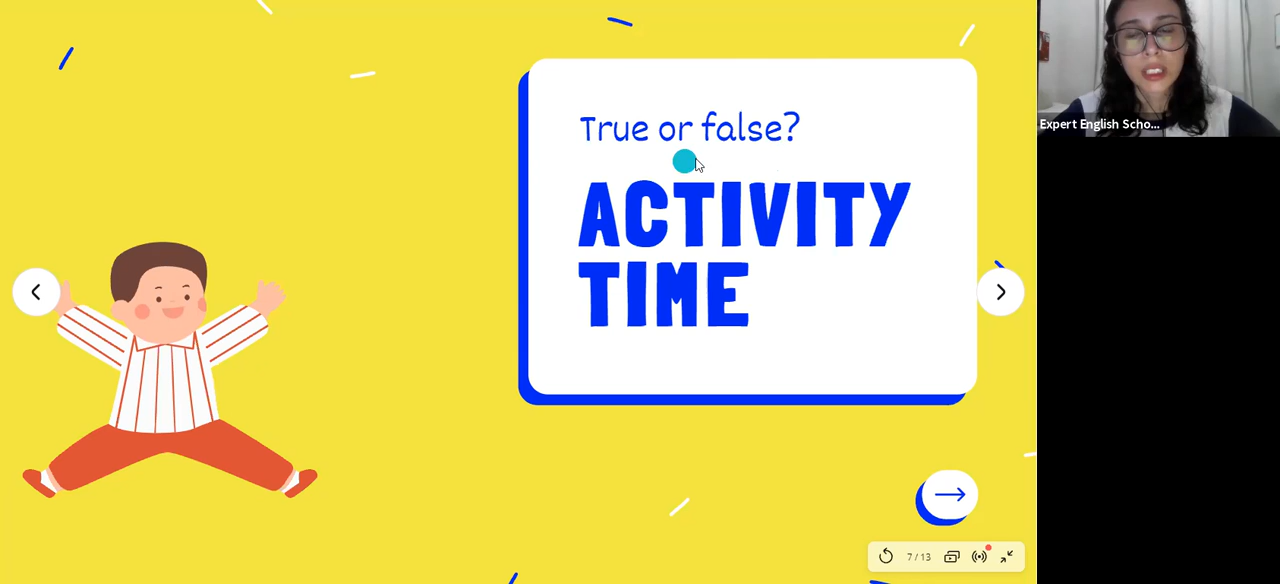 True or false?
ACTIVITY
TIME
Expert English Scho...
7 / 13